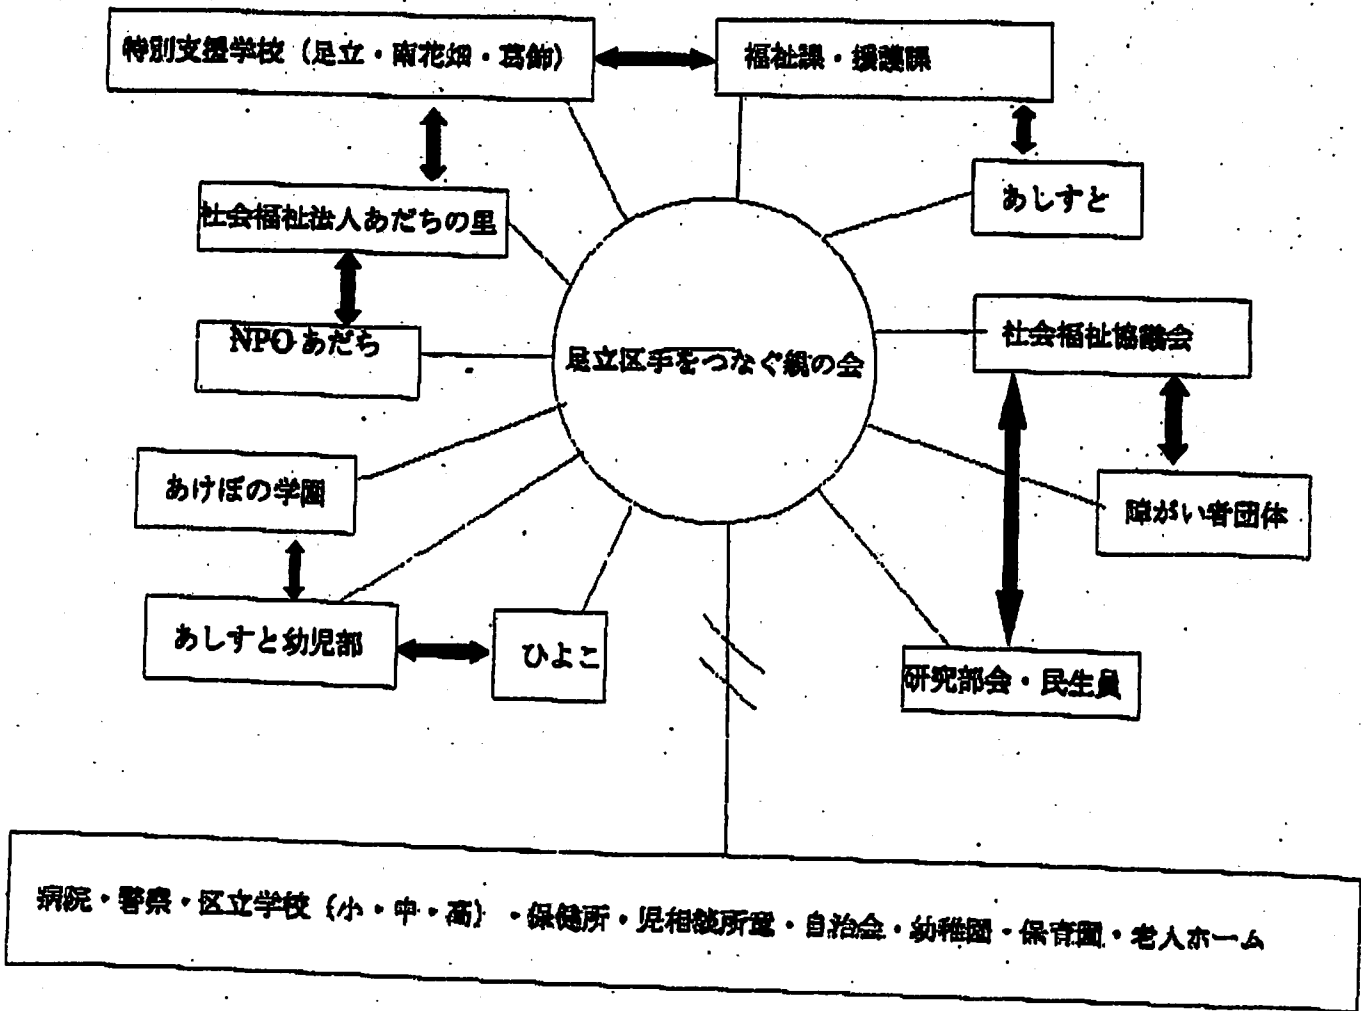 特別支援学校（足立・南花畑・葛飾）
福祉課・援護課
あしすと
社会福祉法人あだちの里
社会福祉協議会
NPOあだち
足立区手をつなぐ親の会
あけぼの学園
障がい者団体
あしすと幼児部
ひよこ
研究部会・民生員
病院・警察・区立学校（小・中・高）・保健所・児相談所童・自治会・幼稚園・保育園・老人ホーム